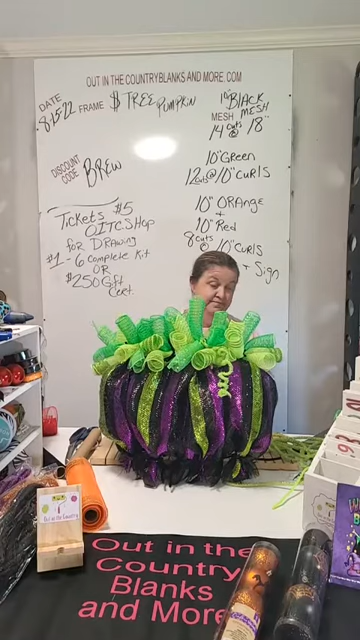 OUT IN THE COUNTRYBLANKS AND MORE.COM
DATE 8-15-22
FRAME $ TREE PUMPKIN
10" BLACK MESH
MESH 14 cuts @ 18"
DISCOUNT CODE BREW
10" GREEN
12 cuts @ 10" CURLS
10" ORANGE
+
10" Red
8 cuts @ 10" CURLS
+ Sign
Tickets $5
OITCShop
for DRAWING
#1 - 6 Complete Kit
OR
$250 Gift
Cert.
Out in the Country
Out in the
Country
Blanks
and More